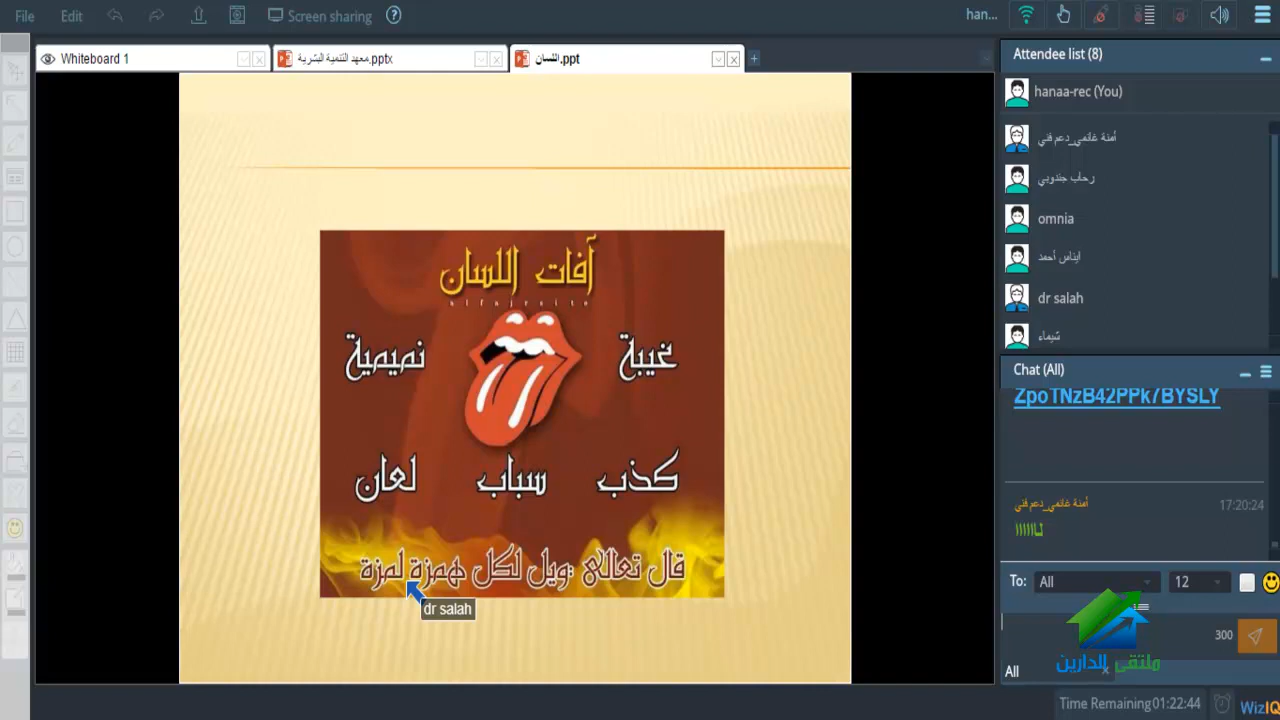 File Edit Screen sharing ? han...
Whiteboard 1
معهد التنمية البشرية.pptx
اللسان.ppt
آفات اللسان
alfajrsite
غيبة
نميمية
كذب سباب لعان
قال تعالى :ويل لكل همزة لمزة
dr salah
Attendee list (8)
hanaa-rec (You)
أمنة غانمي_دعم فني
رحاب جندوبي
omnia
ايناس أحمد
dr salah
شيماء
Chat (All)
ZpoTNzB42PPk7BYSLY
أمنة غانمي_دعم فني 17:20:24
To: All 12
300
ملتقى الدارين
All
Time Remaining 01:22:44
WizIQ